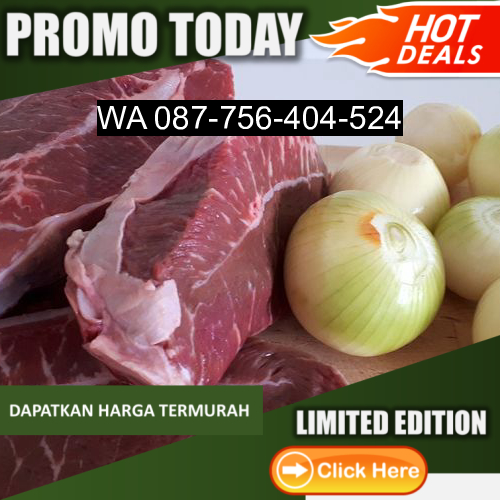 PROMO TODAY
HOT
DEALS
WA 087-756-404-524
DAPATKAN HARGA TERMURAH
LIMITED EDITION
Click Here